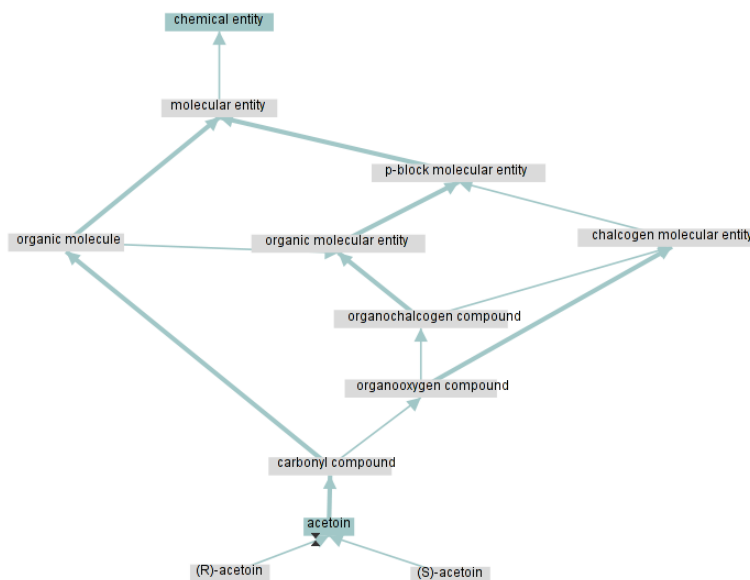 chemical entity
molecular entity
p-block molecular entity
organic molecule
organic molecular entity
chalcogen molecular entity
organochalcogen compound
organooxygen compound
carbonyl compound
acetoin
(R)-acetoin
(S)-acetoin